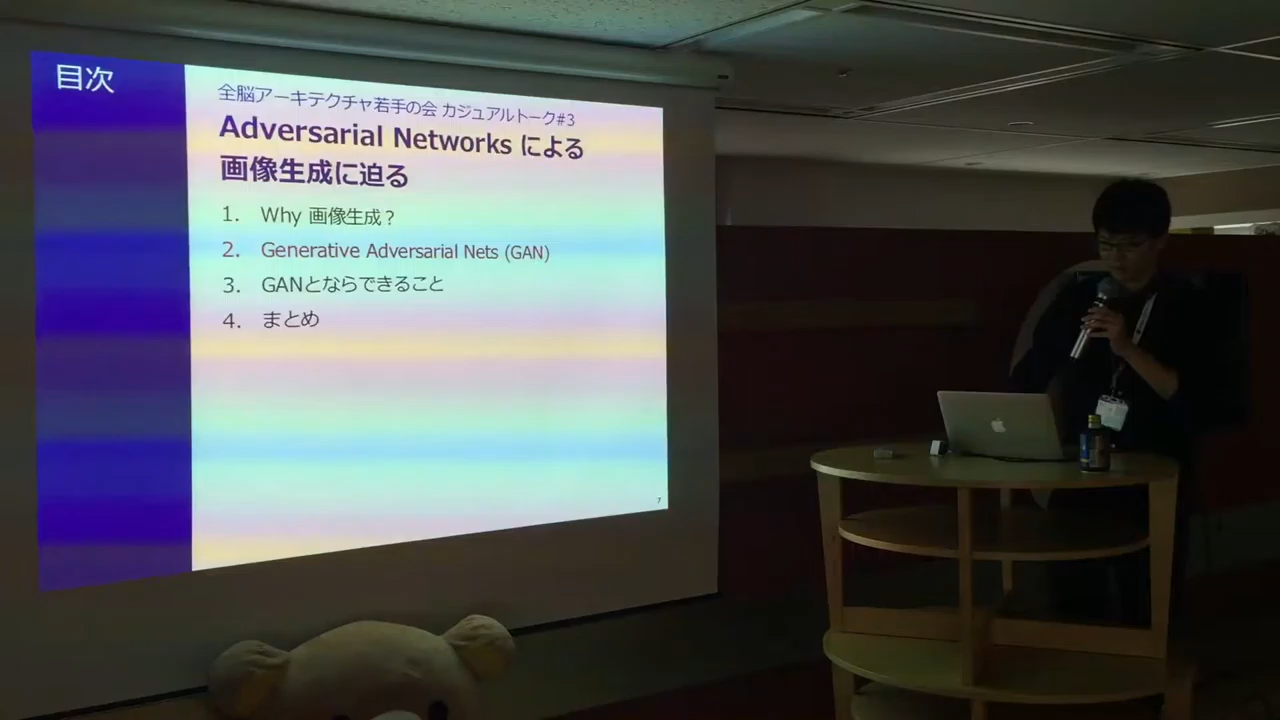 目次
全脳アーキテクチャ若手の会 カジュアルトーク#3
Adversarial Networks による
画像生成に迫る
1. Why 画像生成？
2. Generative Adversarial Nets (GAN)
3. GANとならできること
4. まとめ
7